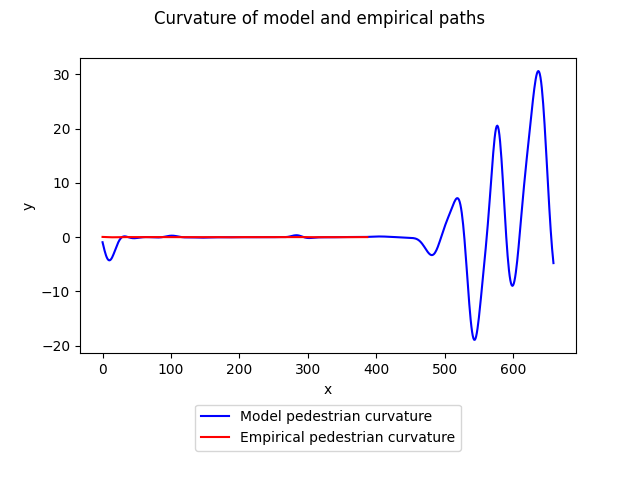 Curvature of model and empirical paths
30
20
10
0
−10
−20
y
0 100 200 300 400 500 600
x
Model pedestrian curvature
Empirical pedestrian curvature